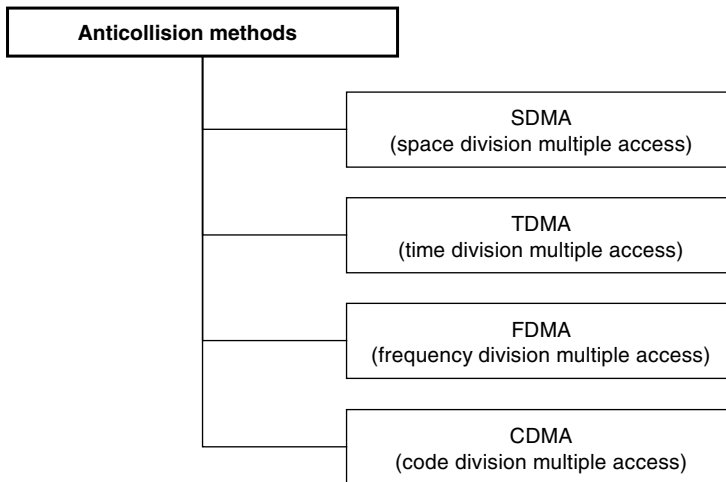 Anticollision methods
SDMA
(space division multiple access)
TDMA
(time division multiple access)
FDMA
(frequency division multiple access)
CDMA
(code division multiple access)